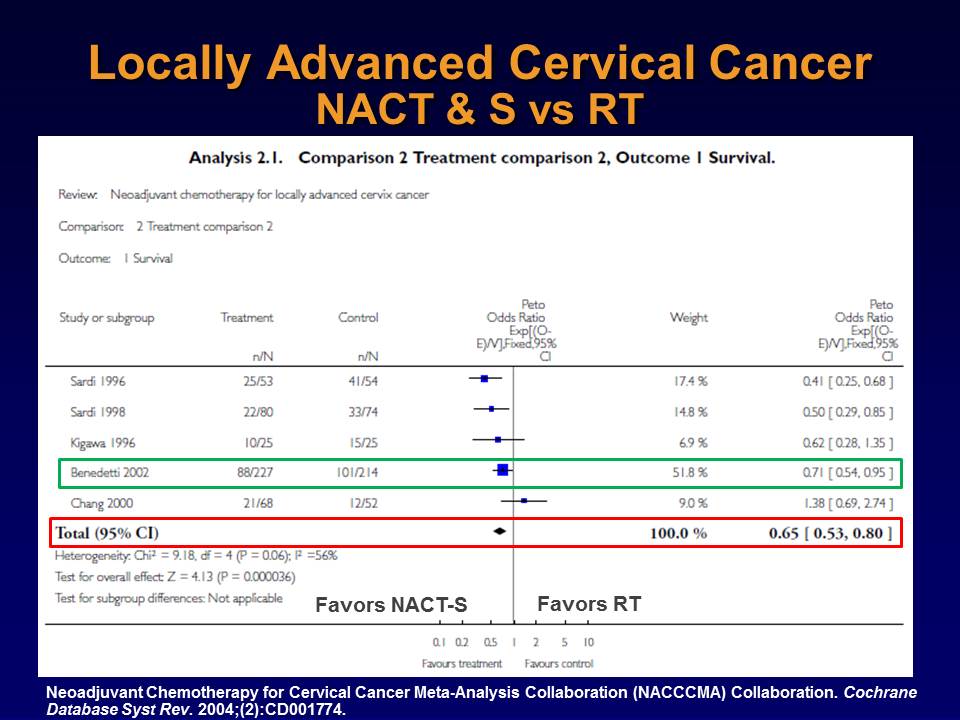 Locally Advanced Cervical Cancer
NACT & S vs RT
Analysis 2.1. Comparison 2 Treatment comparison 2, Outcome 1 Survival.
Review: Neoadjuvant chemotherapy for locally advanced cervix cancer
Comparison: 2 Treatment comparison 2
Outcome: 1 Survival
Study or subgroup Treatment Control Peto Odds Ratio Exp[(O-E)/V],Fixed,95% CI Weight Peto Odds Ratio Exp[(O-E)/V],Fixed,95% CI
n/N n/N
Sardi 1996 25/53 41/54 17.4 % 0.41 [ 0.25, 0.68 ]
Sardi 1998 22/80 33/74 14.8 % 0.50 [ 0.29, 0.85 ]
Kigawa 1996 10/25 15/25 6.9 % 0.62 [ 0.28, 1.35 ]
Benedetti 2002 88/227 101/214 51.8 % 0.71 [ 0.54, 0.95 ]
Chang 2000 21/68 12/52 9.0 % 1.38 [ 0.69, 2.74 ]
Total (95% CI) 100.0 % 0.65 [ 0.53, 0.80 ]
Heterogeneity: Chi² = 9.18, df = 4 (P = 0.06); I² =56%
Test for overall effect: Z = 4.13 (P = 0.000036)
Test for subgroup differences: Not applicable
Favors NACT-S Favors RT
0.1 0.2 0.5 1 2 5 10
Favours treatment Favours control
Neoadjuvant Chemotherapy for Cervical Cancer Meta-Analysis Collaboration (NACCCMA) Collaboration. Cochrane
Database Syst Rev. 2004;(2):CD001774.